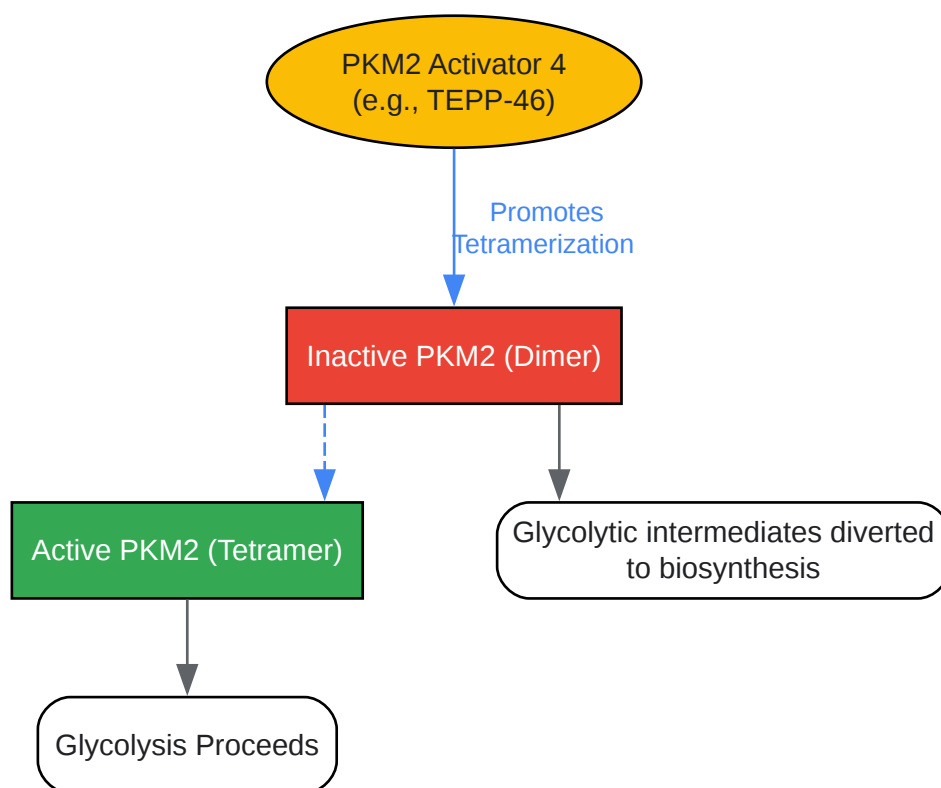 PKM2 Activator 4
(e.g., TEPP-46)
Promotes
Tetramerization
Inactive PKM2 (Dimer)
Active PKM2 (Tetramer)
Glycolytic intermediates diverted
to biosynthesis
Glycolysis Proceeds